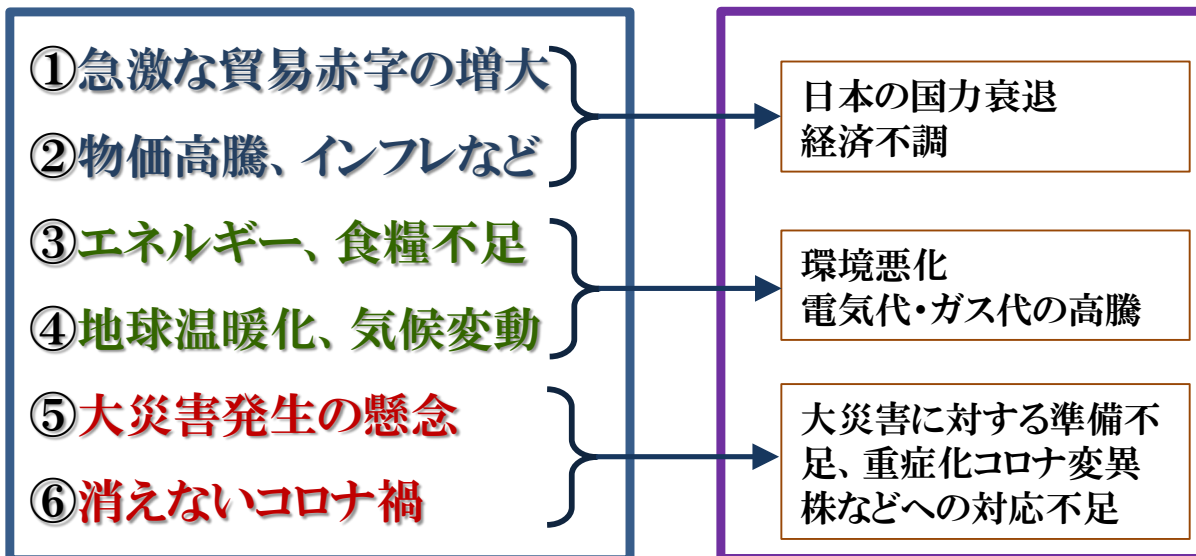 ①急激な貿易赤字の増大
②物価高騰、インフレなど
③エネルギー、食糧不足
④地球温暖化、気候変動
⑤大災害発生の懸念
⑥消えないコロナ禍
日本の国力衰退
経済不調
環境悪化
電気代・ガス代の高騰
大災害に対する準備不
足、重症化コロナ変異
株などへの対応不足